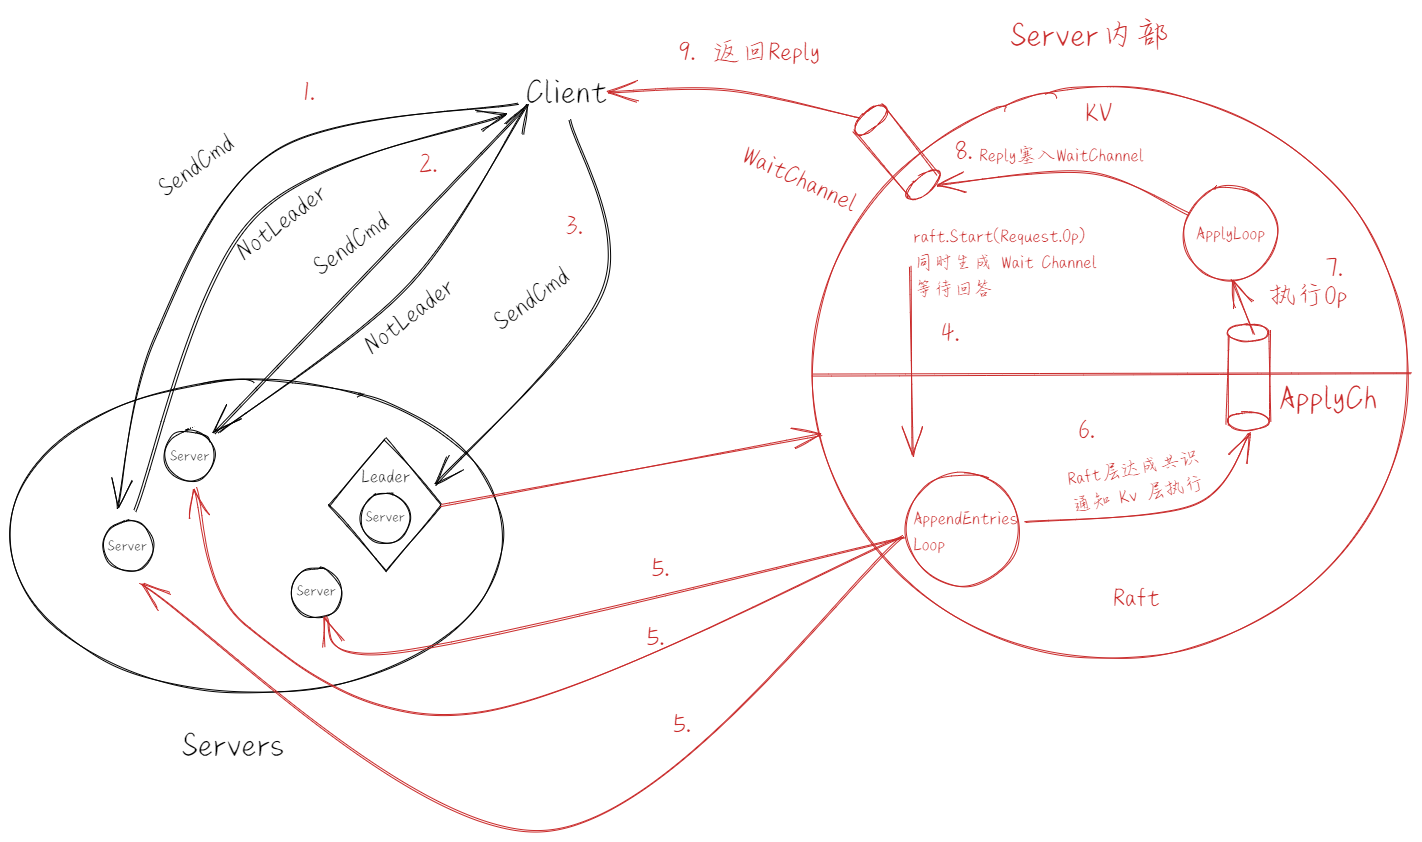 Server内部
9. 返回Reply
1.
Client
KV
SendCmd
2.
WaitChannel
8. Reply塞入WaitChannel
NotLeader
SendCmd
3.
raft.Start(Request.Op)
同时生成 Wait Channel
等待回答
ApplyLoop
4.
7.
执行Op
NotLeader
SendCmd
ApplyCh
6.
Raft层达成共识
通知 Kv 层执行
Server
Leader
Server
Server
Server
AppendEntries
Loop
5.
5.
5.
Raft
Servers